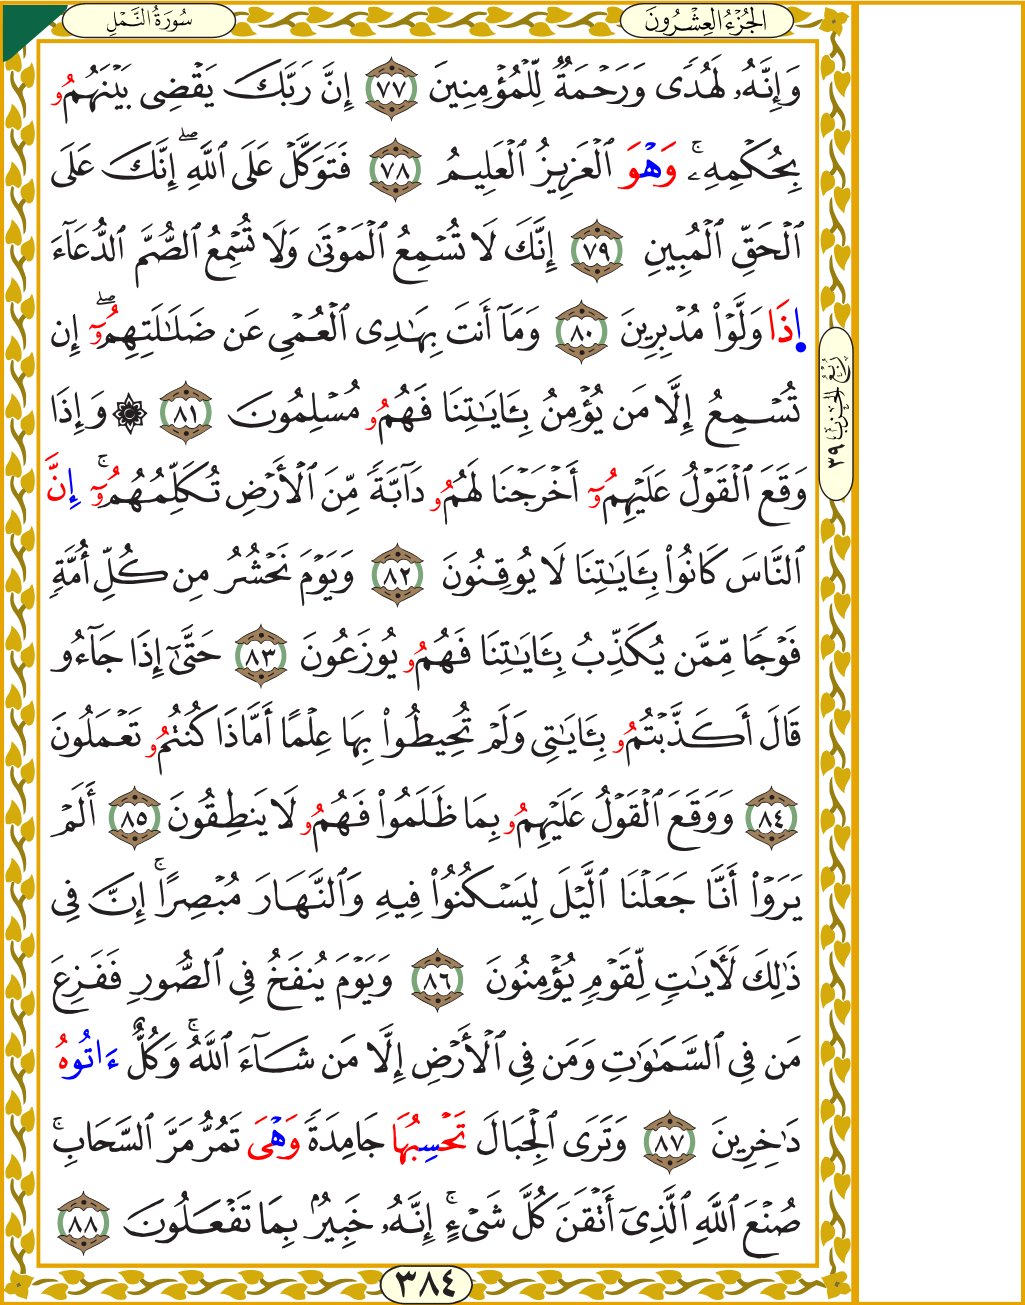 الجُزْءُ العِشْرُونَ
سُورَةُ النَّمْلِ
وَإِنَّهُۥ لَهُدٗى وَرَحۡمَةٞ لِّلۡمُؤۡمِنِينَ ٧٧ إِنَّ رَبَّكَ يَقۡضِي بَيۡنَهُمُو
بِحُكۡمِهِۦۚ وَهۡوَ ٱلۡعَزِيزُ ٱلۡعَلِيمُ ٧٨ فَتَوَكَّلۡ عَلَى ٱللَّهِۖ إِنَّكَ عَلَى
ٱلۡحَقِّ ٱلۡمُبِينِ ٧٩ إِنَّكَ لَا تُسۡمِعُ ٱلۡمَوۡتَىٰ وَلَا تُسۡمِعُ ٱلصُّمَّ ٱلدُّعَآءَ
إِذَا وَلَّوۡاْ مُدۡبِرِينَ ٨٠ وَمَآ أَنتَ بِهَٰدِي ٱلۡعُمۡيِ عَن ضَلَٰلَتِهِمُوٓۖ إِن
تُسۡمِعُ إِلَّا مَن يُؤۡمِنُ بِـَٔايَٰتِنَا فَهُمُو مُسۡلِمُونَ ٨١ ۞ وَإِذَا
وَقَعَ ٱلۡقَوۡلُ عَلَيۡهِمُوٓ أَخۡرَجۡنَا لَهُمُو دَآبَّةٗ مِّنَ ٱلۡأَرۡضِ تُكَلِّمُهُمُوٓۚ إِنَّ
ٱلنَّاسَ كَانُواْ بِـَٔايَٰتِنَا لَا يُوقِنُونَ ٨٢ وَيَوۡمَ نَحۡشُرُ مِن كُلِّ أُمَّةٖ
فَوۡجٗا مِّمَّن يُكَذِّبُ بِـَٔايَٰتِنَا فَهُمُو يُوزَعُونَ ٨٣ حَتَّىٰٓ إِذَا جَآءُو
قَالَ أَكَذَّبۡتُمُو بِـَٔايَٰتِي وَلَمۡ تُحِيطُواْ بِهَا عِلۡمًا أَمَّاذَا كُنتُمُو تَعۡمَلُونَ
٨٤ وَوَقَعَ ٱلۡقَوۡلُ عَلَيۡهِمُو بِمَا ظَلَمُواْ فَهُمُو لَا يَنطِقُونَ ٨٥ أَلَمۡ
يَرَوۡاْ أَنَّا جَعَلۡنَا ٱلَّيۡلَ لِيَسۡكُنُواْ فِيهِ وَٱلنَّهَارَ مُبۡصِرًاۚ إِنَّ فِي
ذَٰلِكَ لَأٓيَٰتٖ لِّقَوۡمٖ يُؤۡمِنُونَ ٨٦ وَيَوۡمَ يُنفَخُ فِي ٱلصُّورِ فَفَزِعَ
مَن فِي ٱلسَّمَٰوَٰتِ وَمَن فِي ٱلۡأَرۡضِ إِلَّا مَن شَآءَ ٱللَّهُۚ وَكُلٌّ ءَاتُوهُ
دَٰخِرِينَ ٨٧ وَتَرَى ٱلۡجِبَالَ تَحۡسِبُهَا جَامِدَةٗ وَهۡيَ تَمُرُّ مَرَّ ٱلسَّحَابِۚ
صُنۡعَ ٱللَّهِ ٱلَّذِيٓ أَتۡقَنَ كُلَّ شَيۡءٍۚ إِنَّهُۥ خَبِيرُۢ بِمَا تَفۡعَلُونَ ٨٨
رُبْعُ الحِزْبِ ٣٩
٣٨٤